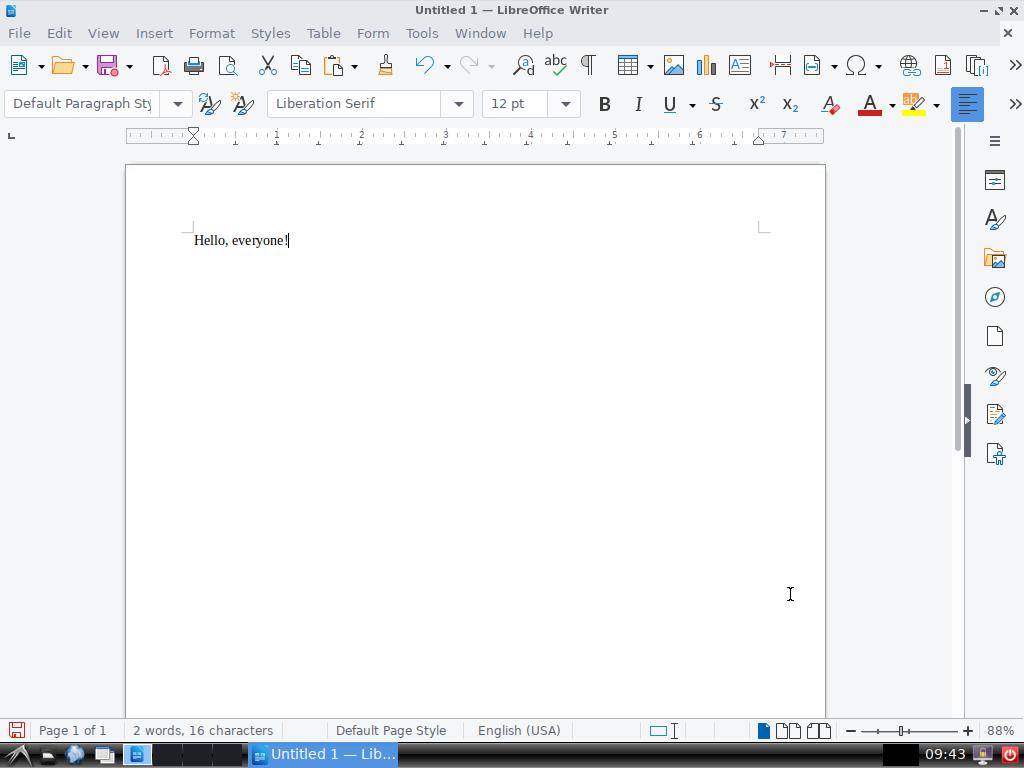 Untitled 1 — LibreOffice Writer
File Edit View Insert Format Styles Table Form Tools Window Help
Default Paragraph Sty Liberation Serif 12 pt
1 2 3 4 5 6 7
Hello, everyone!
Page 1 of 1 2 words, 16 characters Default Page Style English (USA) 88%
Untitled 1 — Lib... 09:43